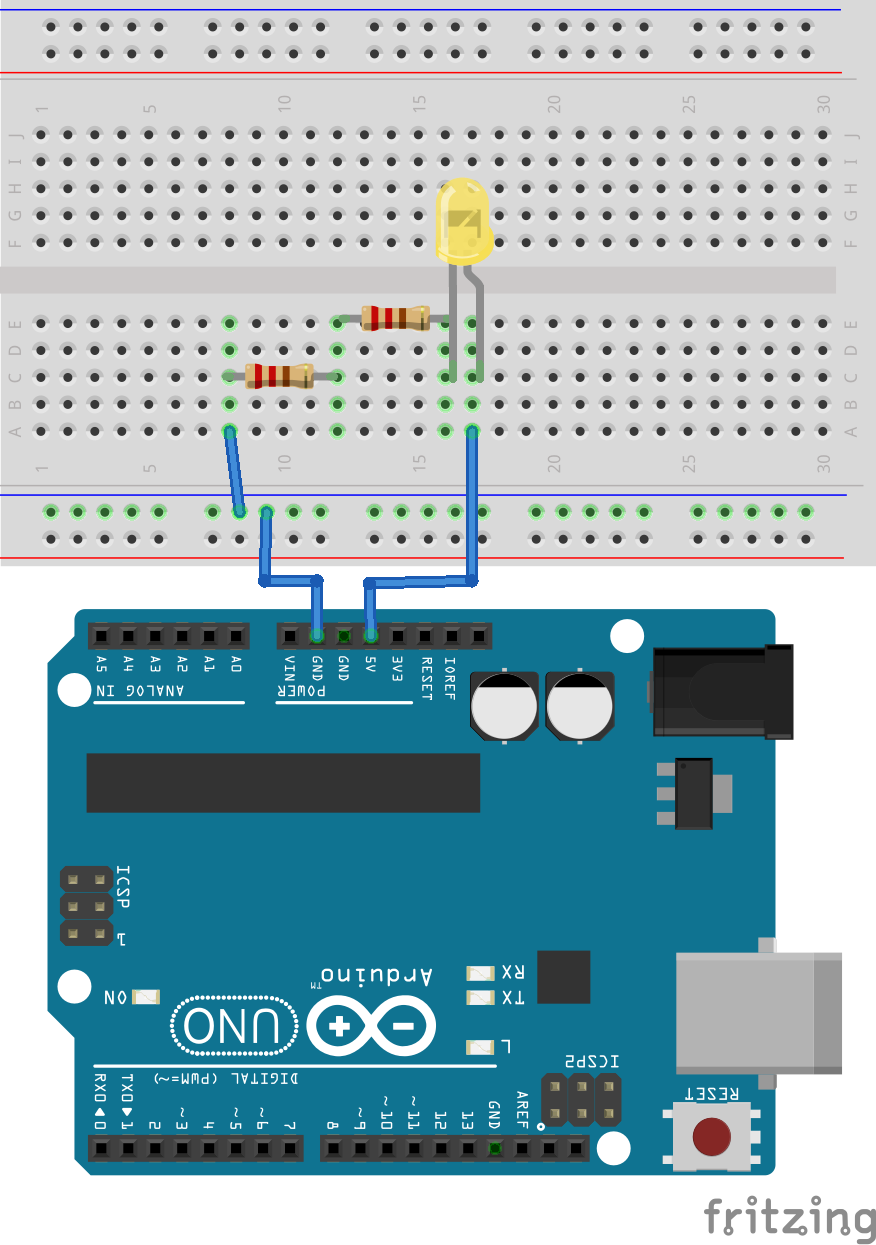 1 5 10 15 20 25 30
J J
I I
H H
G G
F F
E E
D D
C C
B B
A A
1 5 10 15 20 25 30
A5 A4 A3 A2 A1 A0 VIN GND GND 5V 3V3 RESET IOREF
ANALOG IN POWER
ICSP
1
ON
Arduino™
UNO
RX
TX
L
ICSP2
DIGITAL (PWM=~)
RESET
RX0◀0 TX0▶1 2 ~3 4 ~5 ~6 7 8 ~9 ~10 ~11 12 13 GND AREF
fritzing